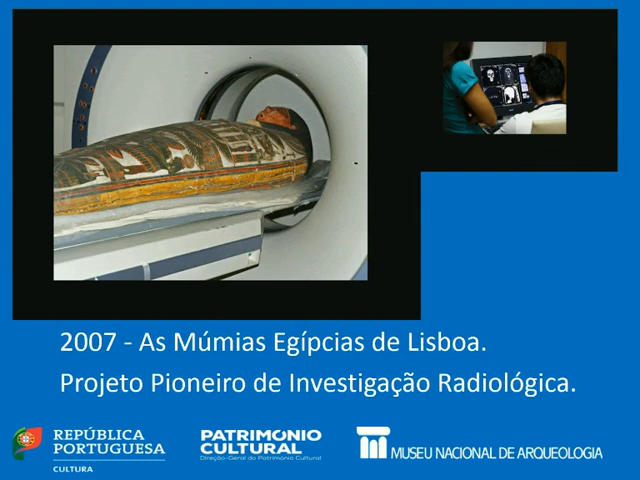 2007 - As Múmias Egípcias de Lisboa.
Projeto Pioneiro de Investigação Radiológica.
REPÚBLICA
PORTUGUESA
CULTURA
PATRIMÓNIO
CULTURAL
Direção-Geral do Património Cultural
MUSEU NACIONAL DE ARQUEOLOGIA